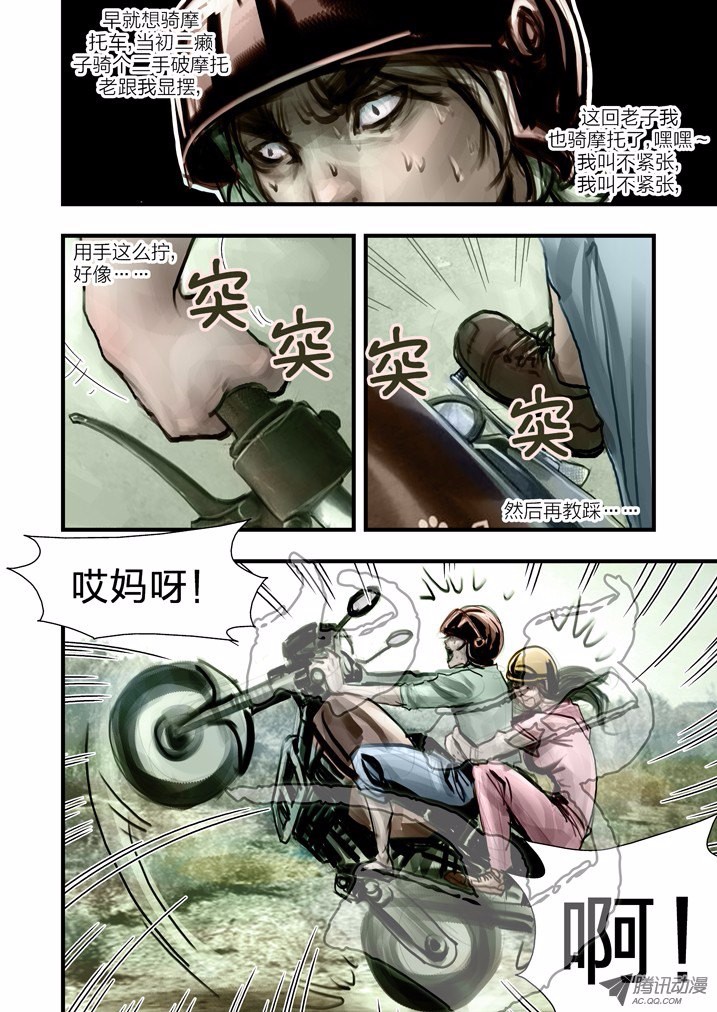 早就想骑摩
托车,当初二癞
子骑个二手破摩托
老跟我显摆,
这回老子我
也骑摩托了,嘿嘿～
我叫不紧张,
我叫不紧张,
用手这么拧,
好像……
突
突
突
突
然后再教踩……
哎妈呀！
啊！
腾讯动漫